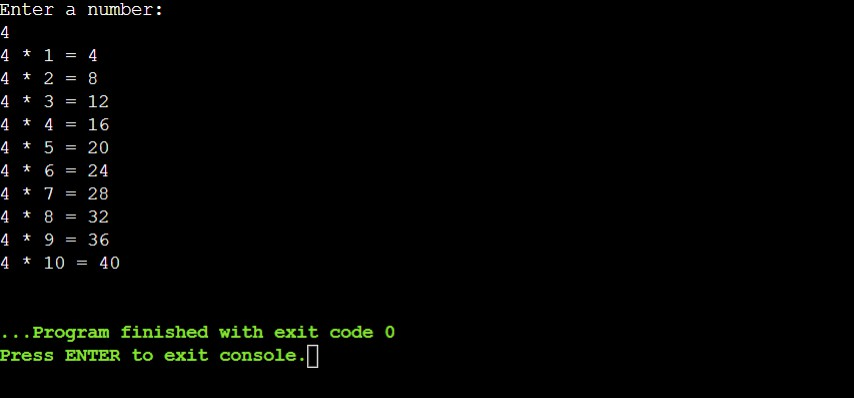 Enter a number:
4
4 * 1 = 4
4 * 2 = 8
4 * 3 = 12
4 * 4 = 16
4 * 5 = 20
4 * 6 = 24
4 * 7 = 28
4 * 8 = 32
4 * 9 = 36
4 * 10 = 40
...Program finished with exit code 0
Press ENTER to exit console.